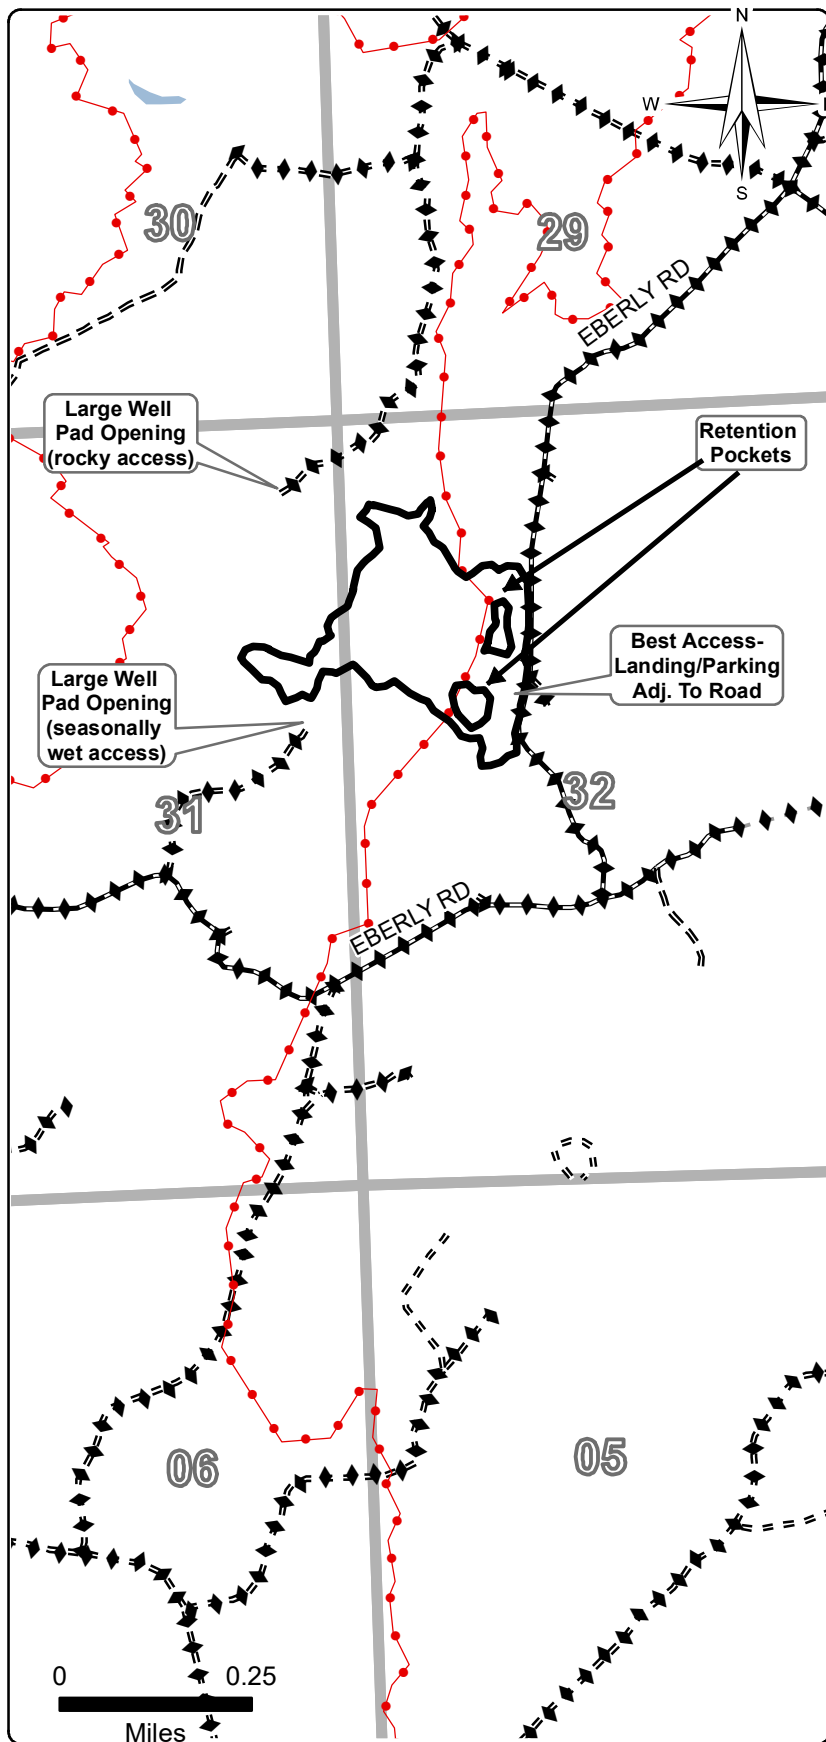 N
W
S
30
29
EBERLY RD
Large Well
Pad Opening
(rocky access)
Retention
Pockets
Best Access-
Landing/Parking
Adj. To Road
Large Well
Pad Opening
(seasonally
wet access)
31
32
EBERLY RD
06
05
0 0.25
Miles